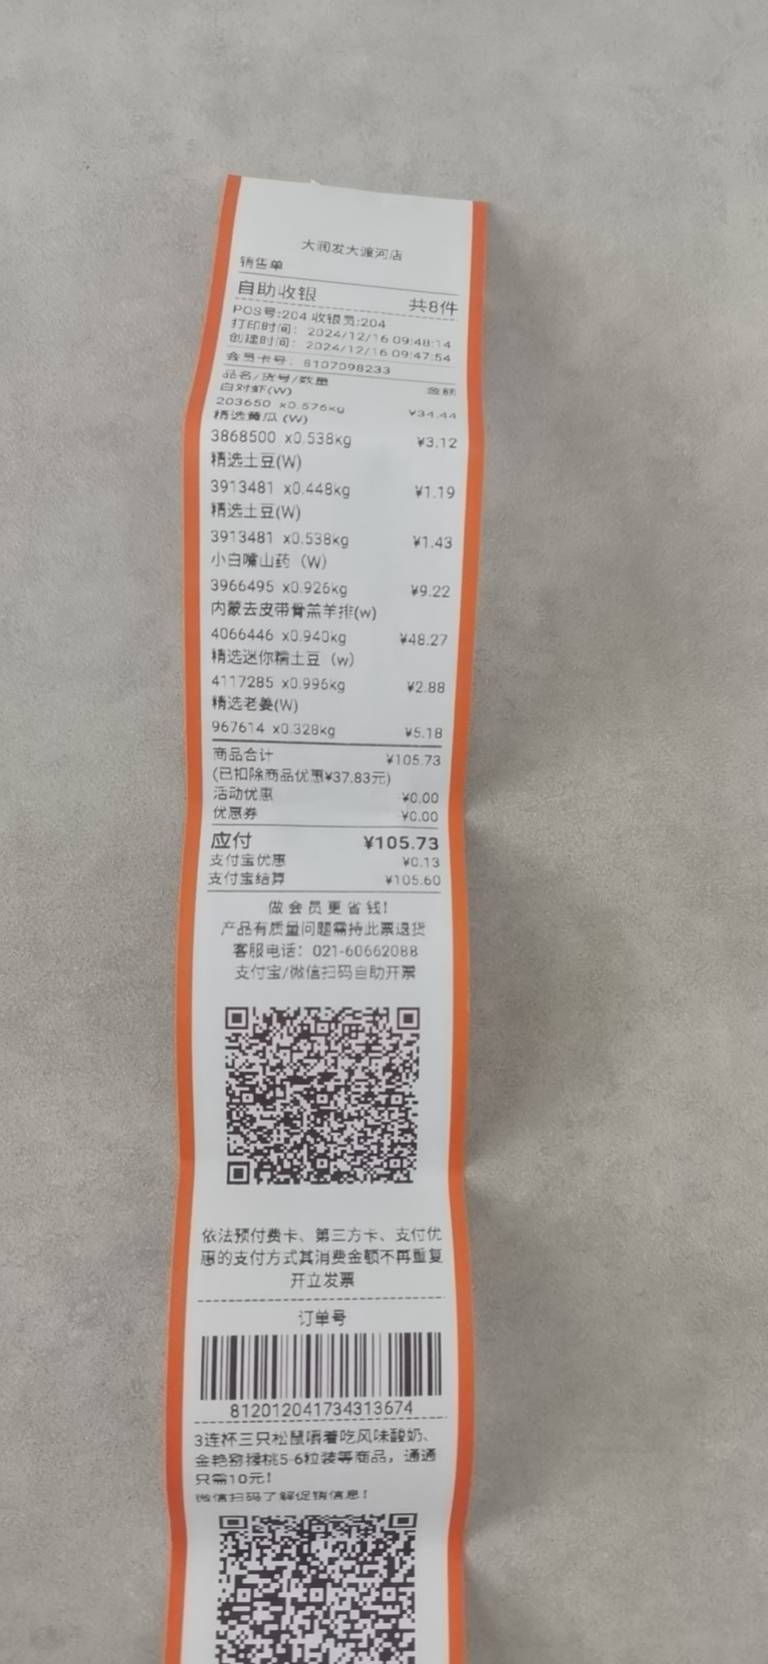 大润发大渡河店
销售单
自助收银 共8件
POS号:204 收银员:204
打印时间: 2024/12/16 09:48:14
创建时间: 2024/12/16 09:47:54
会员卡号: 8107098233
品名/货号/数量 金额
白对虾(W)
203650 x0.576kg ¥34.44
精选黄瓜(W)
3868500 x0.538kg ¥3.12
精选土豆(W)
3913481 x0.448kg ¥1.19
精选土豆(W)
3913481 x0.538kg ¥1.43
小白嘴山药（W）
3966495 x0.926kg ¥9.22
内蒙去皮带骨羔羊排(w)
4066446 x0.940kg ¥48.27
精选迷你糯土豆（w）
4117285 x0.996kg ¥2.88
精选老姜(W)
967614 x0.328kg ¥5.18
商品合计 ¥105.73
(已扣除商品优惠¥37.83元)
活动优惠 ¥0.00
优惠券 ¥0.00
应付 ¥105.73
支付宝优惠 ¥0.13
支付宝结算 ¥105.60
做会员更省钱!
产品有质量问题需持此票退货
客服电话: 021-60662088
支付宝/微信扫码自助开票
依法预付费卡、第三方卡、支付优
惠的支付方式其消费金额不再重复
开立发票
订单号
812012041734313674
3连杯三只松鼠嚼着吃风味酸奶、
金艳猕猴桃5-6粒装等商品，通通
只需10元!
微信扫码了解促销信息!